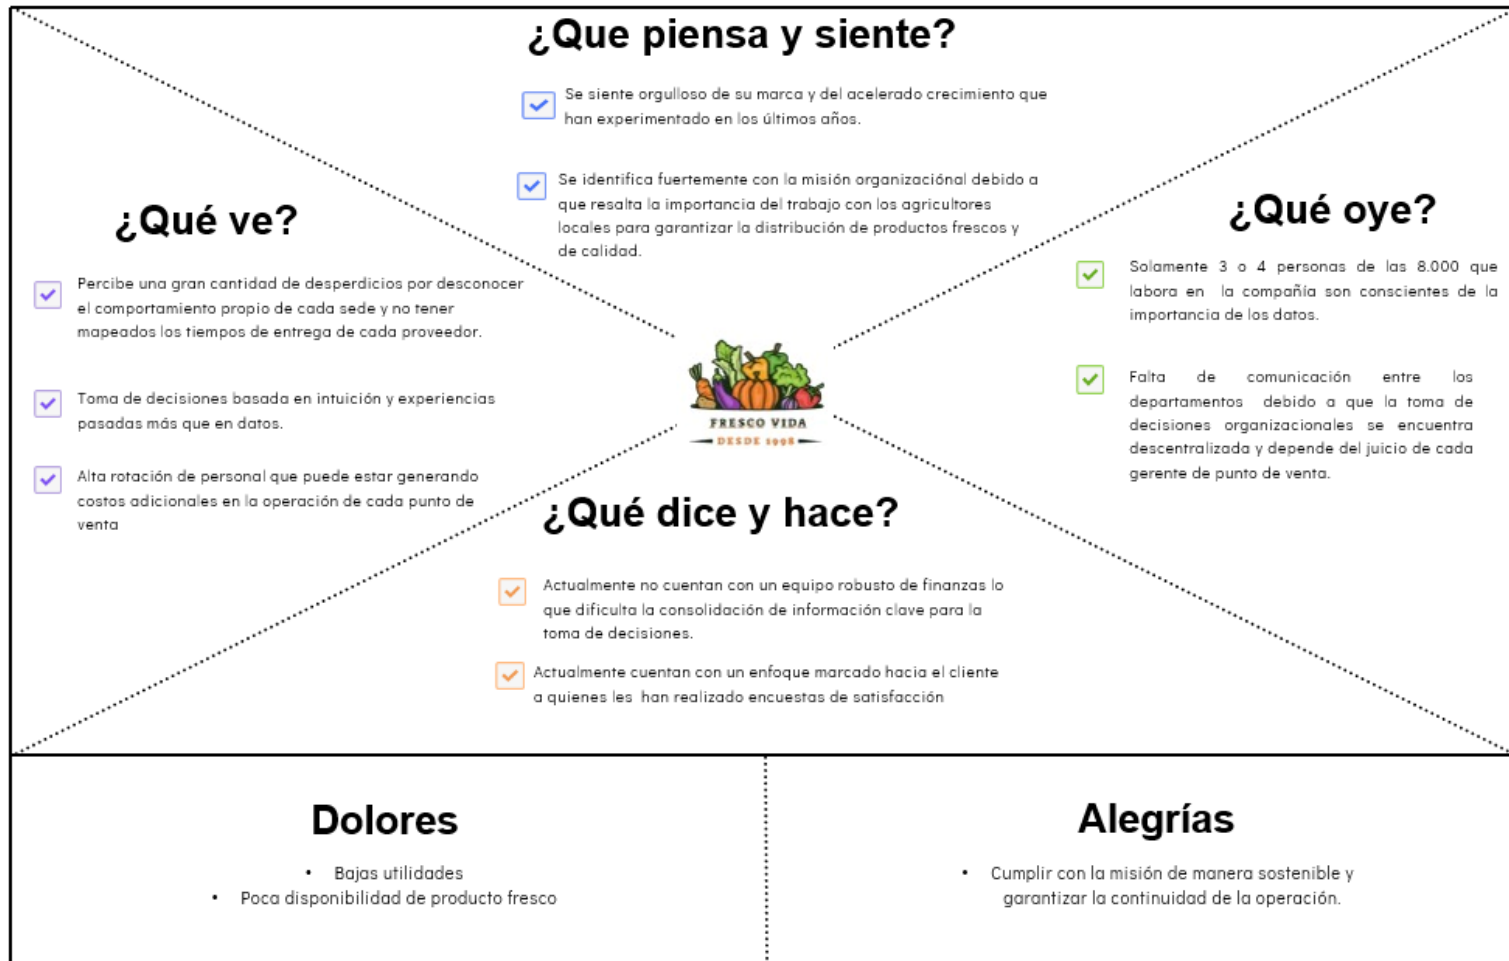 ¿Que piensa y siente?
Se siente orgulloso de su marca y del acelerado crecimiento que
han experimentado en los últimos años.
Se identifica fuertemente con la misión organizaciónal debido a
que resalta la importancia del trabajo con los agricultores
locales para garantizar la distribución de productos frescos y
de calidad.
¿Qué ve?
Percibe una gran cantidad de desperdicios por desconocer
el comportamiento propio de cada sede y no tener
mapeados los tiempos de entrega de cada proveedor.
Toma de decisiones basada en intuición y experiencias
pasadas más que en datos.
Alta rotación de personal que puede estar generando
costos adicionales en la operación de cada punto de
venta
¿Qué oye?
Solamente 3 o 4 personas de las 8.000 que
labora en la compañía son conscientes de la
importancia de los datos.
Falta de comunicación entre los
departamentos debido a que la toma de
decisiones organizacionales se encuentra
descentralizada y depende del juicio de cada
gerente de punto de venta.
FRESCO VIDA
DESDE 1998
¿Qué dice y hace?
Actualmente no cuentan con un equipo robusto de finanzas lo
que dificulta la consolidación de información clave para la
toma de decisiones.
Actualmente cuentan con un enfoque marcado hacia el cliente
a quienes les han realizado encuestas de satisfacción
Dolores
• Bajas utilidades
• Poca disponibilidad de producto fresco
Alegrías
• Cumplir con la misión de manera sostenible y
garantizar la continuidad de la operación.